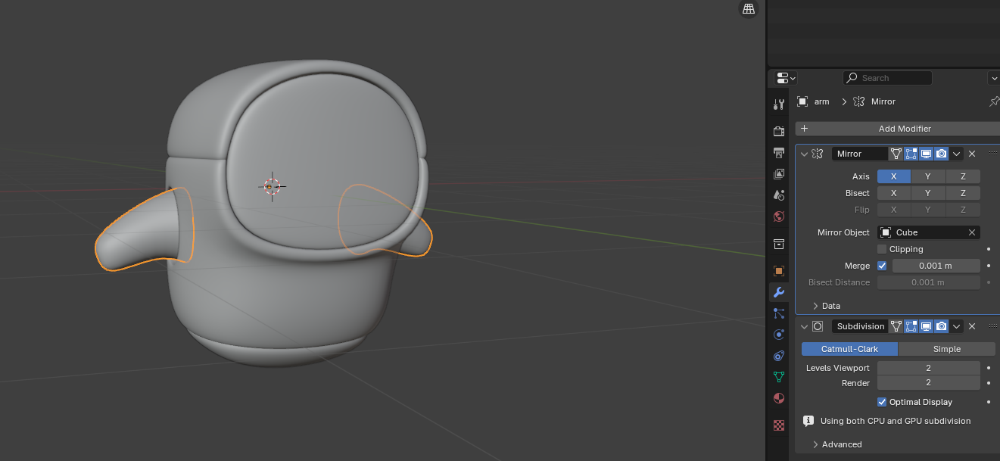 Search
arm > Mirror
+ Add Modifier
Mirror
Axis X Y Z
Bisect X Y Z
Flip X Y Z
Mirror Object Cube
Clipping
Merge 0.001 m
Bisect Distance 0.001 m
Data
Subdivision
Catmull-Clark Simple
Levels Viewport 2
Render 2
Optimal Display
Using both CPU and GPU subdivision
Advanced